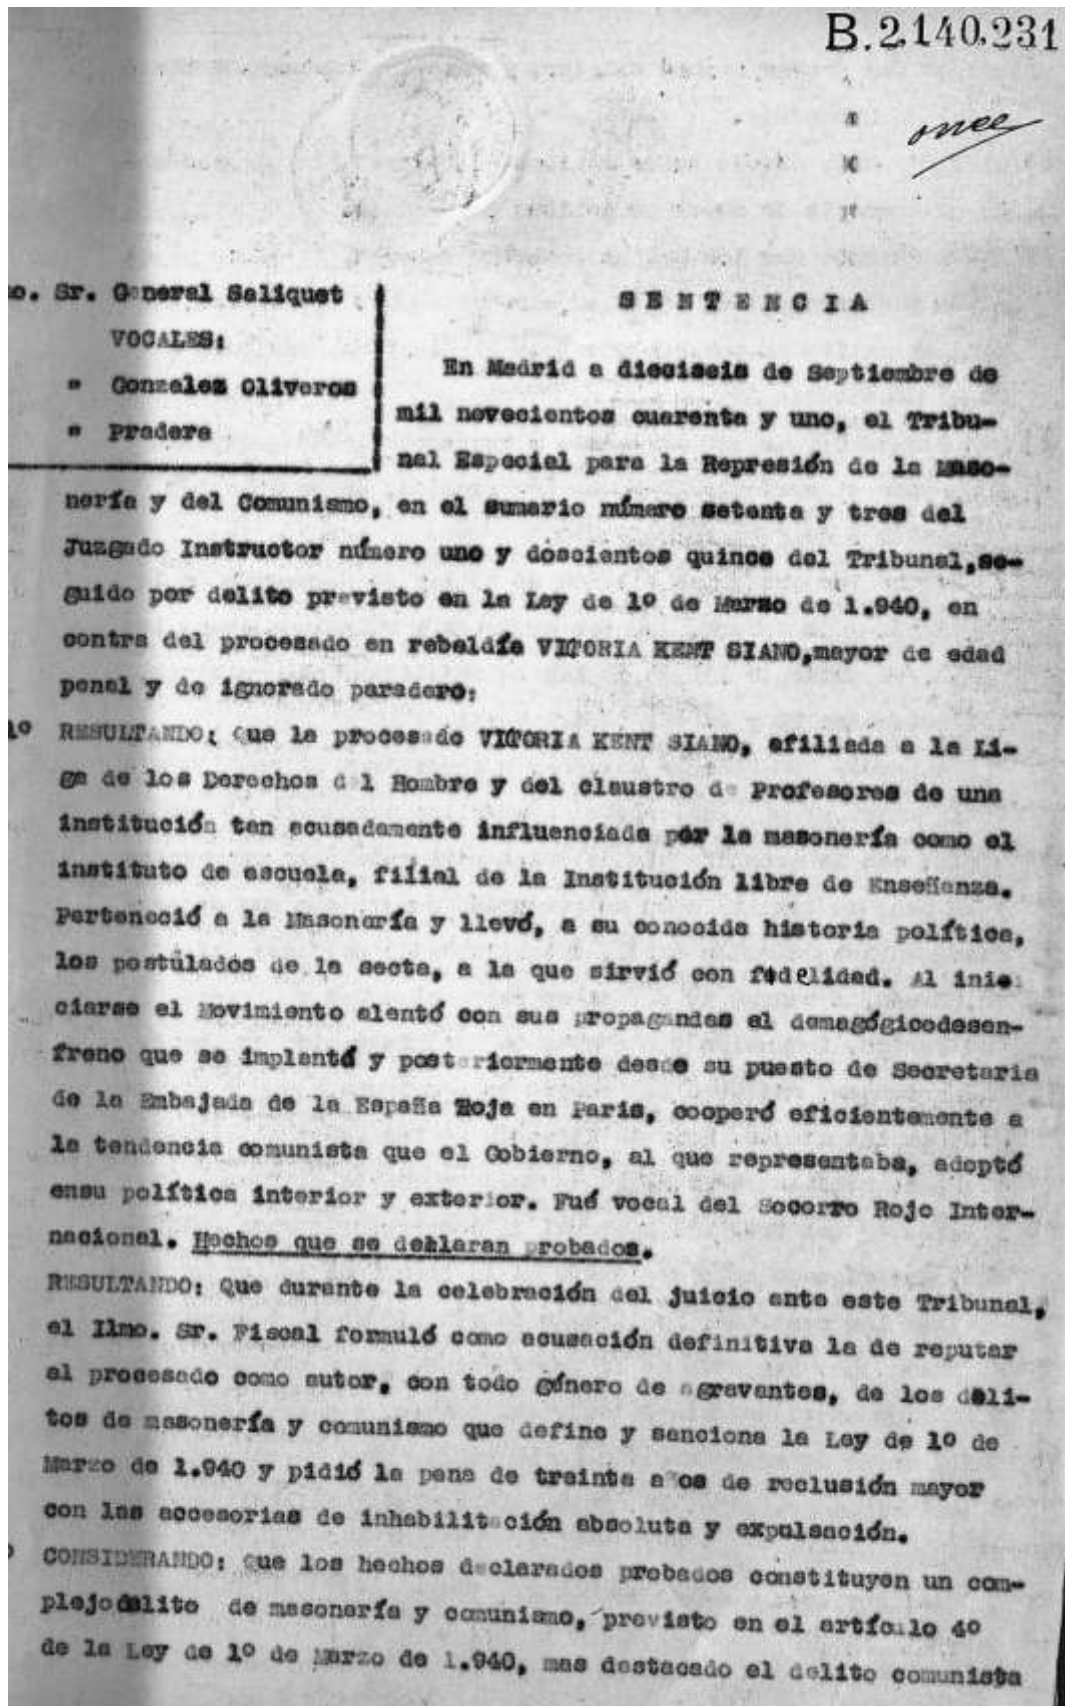 B.2.140.231
once
o. Sr. General Saliquet
VOCALES:
" Gonzalez Oliveros
" Pradera
SENTENCIA
En Madrid a dieciseis de Septiembre de
mil novecientos cuarenta y uno, el Tribu-
nal Especial para la Represión de la Maso-
nería y del Comunismo, en el sumario número setenta y tres del
Juzgado Instructor número uno y doscientos quince del Tribunal,se-
guido por delito previsto en la Ley de 1º de Marzo de 1.940, en
contra del procesado en rebeldía VITORIA KENT SIANO,mayor de edad
penal y de ignorado paradero:
1º RESULTANDO: Que la procesado VITORIA KENT SIANO, afiliada a la Li-
ga de los Derechos del Hombre y del claustro de Profesores de una
institución tan acusadamente influenciada por la masonería como el
instituto de escuela, filial de la Institución libre de Enseñanza.
Perteneció a la Masonería y llevó, a su conocida historia política,
los postulados de la secta, a la que sirvió con fidelidad. Al inie
ciarse el Movimiento alentó con sus propagandas el demagógicodesen-
freno que se implantó y posteriormente desde su puesto de Secretaria
de la Embajada de la España Roja en Paris, cooperó eficientemente a
la tendencia comunista que el Gobierno, al que representaba, adoptó
ensu política interior y exterior. Fué vocal del Socorro Rojo Inter-
nacional. Hechos que se declaran probados.
RESULTANDO: Que durante la celebración del juicio ante este Tribunal,
el Ilmo. Sr. Fiscal formuló como acusación definitiva la de reputar
al procesado como autor, con todo género de agravantes, de los deli-
tos de masonería y comunismo que define y sanciona la Ley de 1º de
Marzo de 1.940 y pidió la pena de treinta años de reclusión mayor
con las accesorias de inhabilitación absoluta y expulsación.
CONSIDERANDO: Que los hechos declarados probados constituyen un com-
plejodelito de masonería y comunismo, previsto en el artículo 4º
de la Ley de 1º de Marzo de 1.940, mas destacado el delito comunista